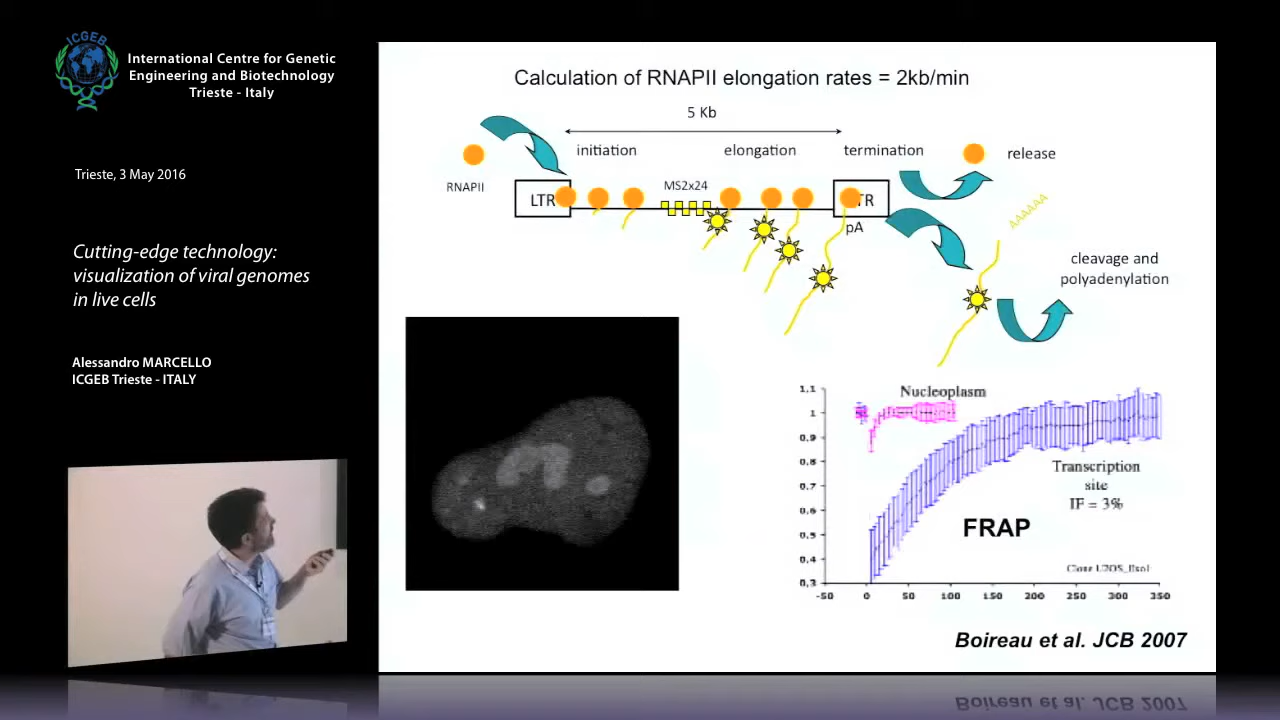 ICGEB
International Centre for Genetic
Engineering and Biotechnology
Trieste - Italy
Trieste, 3 May 2016
Cutting-edge technology:
visualization of viral genomes
in live cells
Alessandro MARCELLO
ICGEB Trieste - ITALY
Calculation of RNAPII elongation rates = 2kb/min
5 Kb
initiation
elongation
termination
release
RNAPII
LTR
MS2x24
TR
pA
AAAAAA
cleavage and
polyadenylation
1,1
1
0,9
0,8
0,7
0,6
0,5
0,4
0,3
-50 0 50 100 150 200 250 300 350
Nucleoplasm
Transcription
site
IF = 3%
FRAP
Clone U2OS_Exo1
Boireau et al. JCB 2007